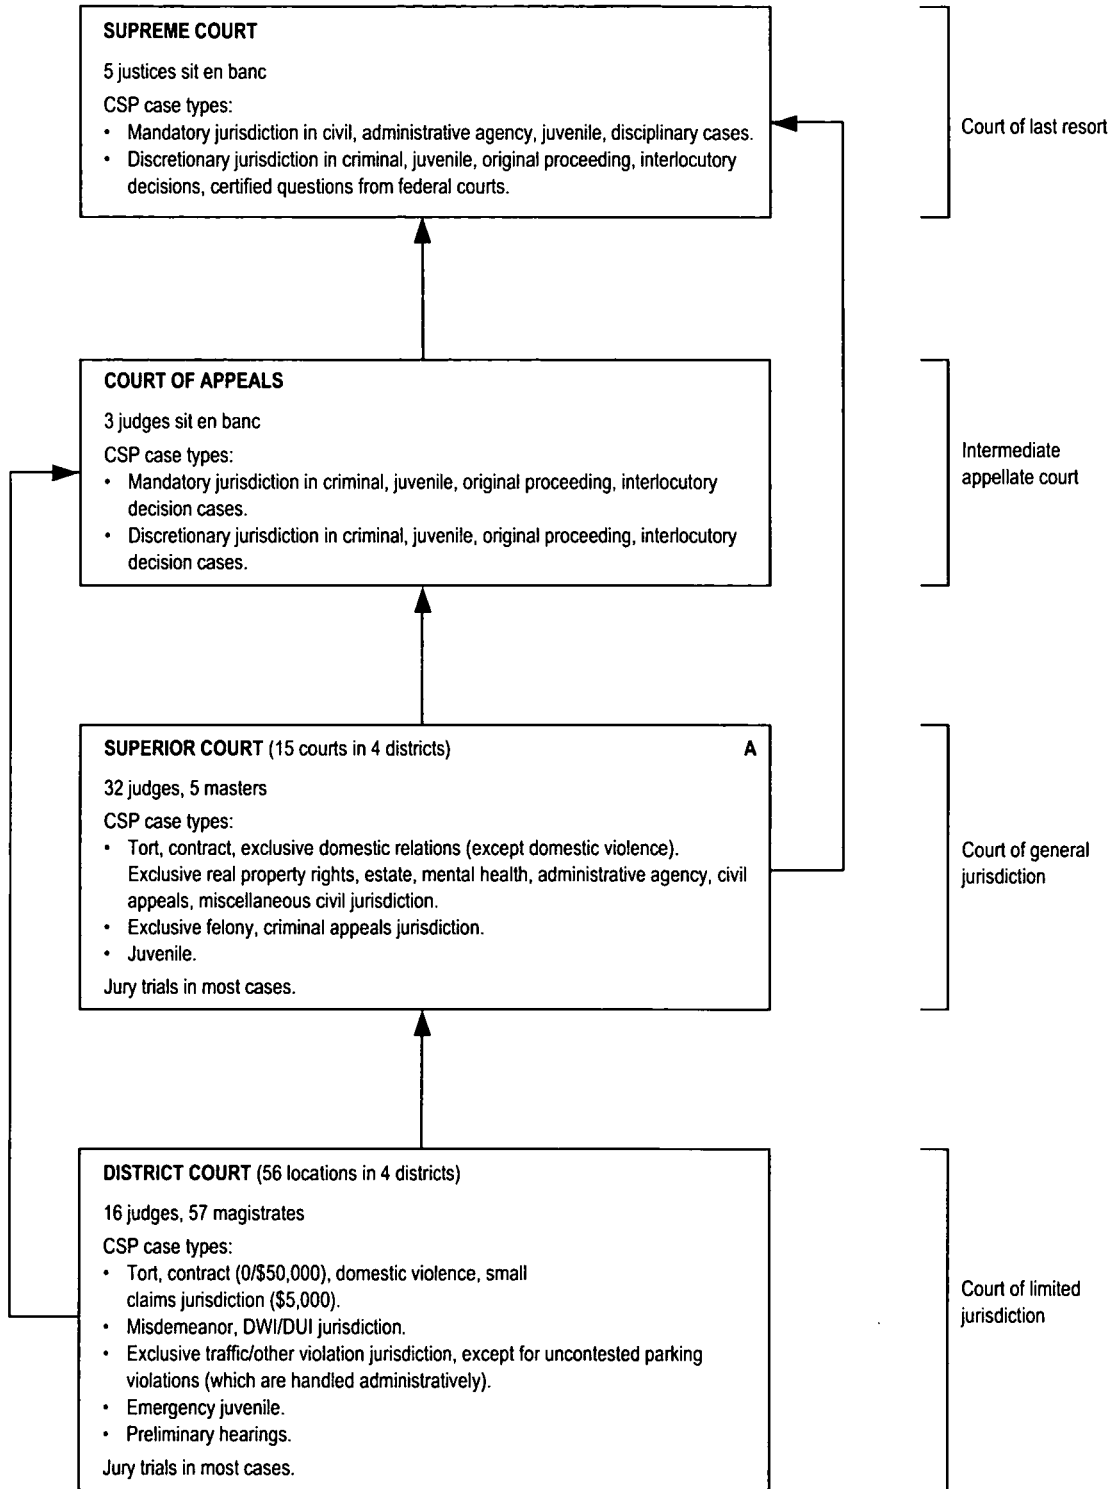 SUPREME COURT
5 justices sit en banc
CSP case types:
• Mandatory jurisdiction in civil, administrative agency, juvenile, disciplinary cases.
• Discretionary jurisdiction in criminal, juvenile, original proceeding, interlocutory
decisions, certified questions from federal courts.
Court of last resort
COURT OF APPEALS
3 judges sit en banc
CSP case types:
• Mandatory jurisdiction in criminal, juvenile, original proceeding, interlocutory
decision cases.
• Discretionary jurisdiction in criminal, juvenile, original proceeding, interlocutory
decision cases.
Intermediate
appellate court
SUPERIOR COURT (15 courts in 4 districts) A
32 judges, 5 masters
CSP case types:
• Tort, contract, exclusive domestic relations (except domestic violence).
Exclusive real property rights, estate, mental health, administrative agency, civil
appeals, miscellaneous civil jurisdiction.
• Exclusive felony, criminal appeals jurisdiction.
• Juvenile.
Jury trials in most cases.
Court of general
jurisdiction
DISTRICT COURT (56 locations in 4 districts)
16 judges, 57 magistrates
CSP case types:
• Tort, contract (0/$50,000), domestic violence, small
claims jurisdiction ($5,000).
• Misdemeanor, DWI/DUI jurisdiction.
• Exclusive traffic/other violation jurisdiction, except for uncontested parking
violations (which are handled administratively).
• Emergency juvenile.
• Preliminary hearings.
Jury trials in most cases.
Court of limited
jurisdiction